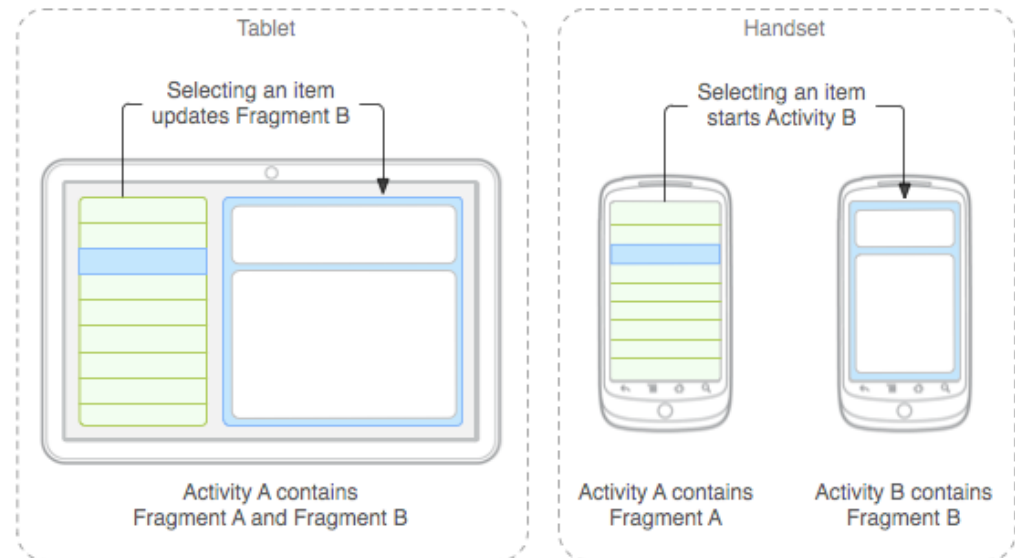 Tablet
Selecting an item
updates Fragment B
Activity A contains
Fragment A and Fragment B
Handset
Selecting an item
starts Activity B
Activity A contains
Fragment A
Activity B contains
Fragment B